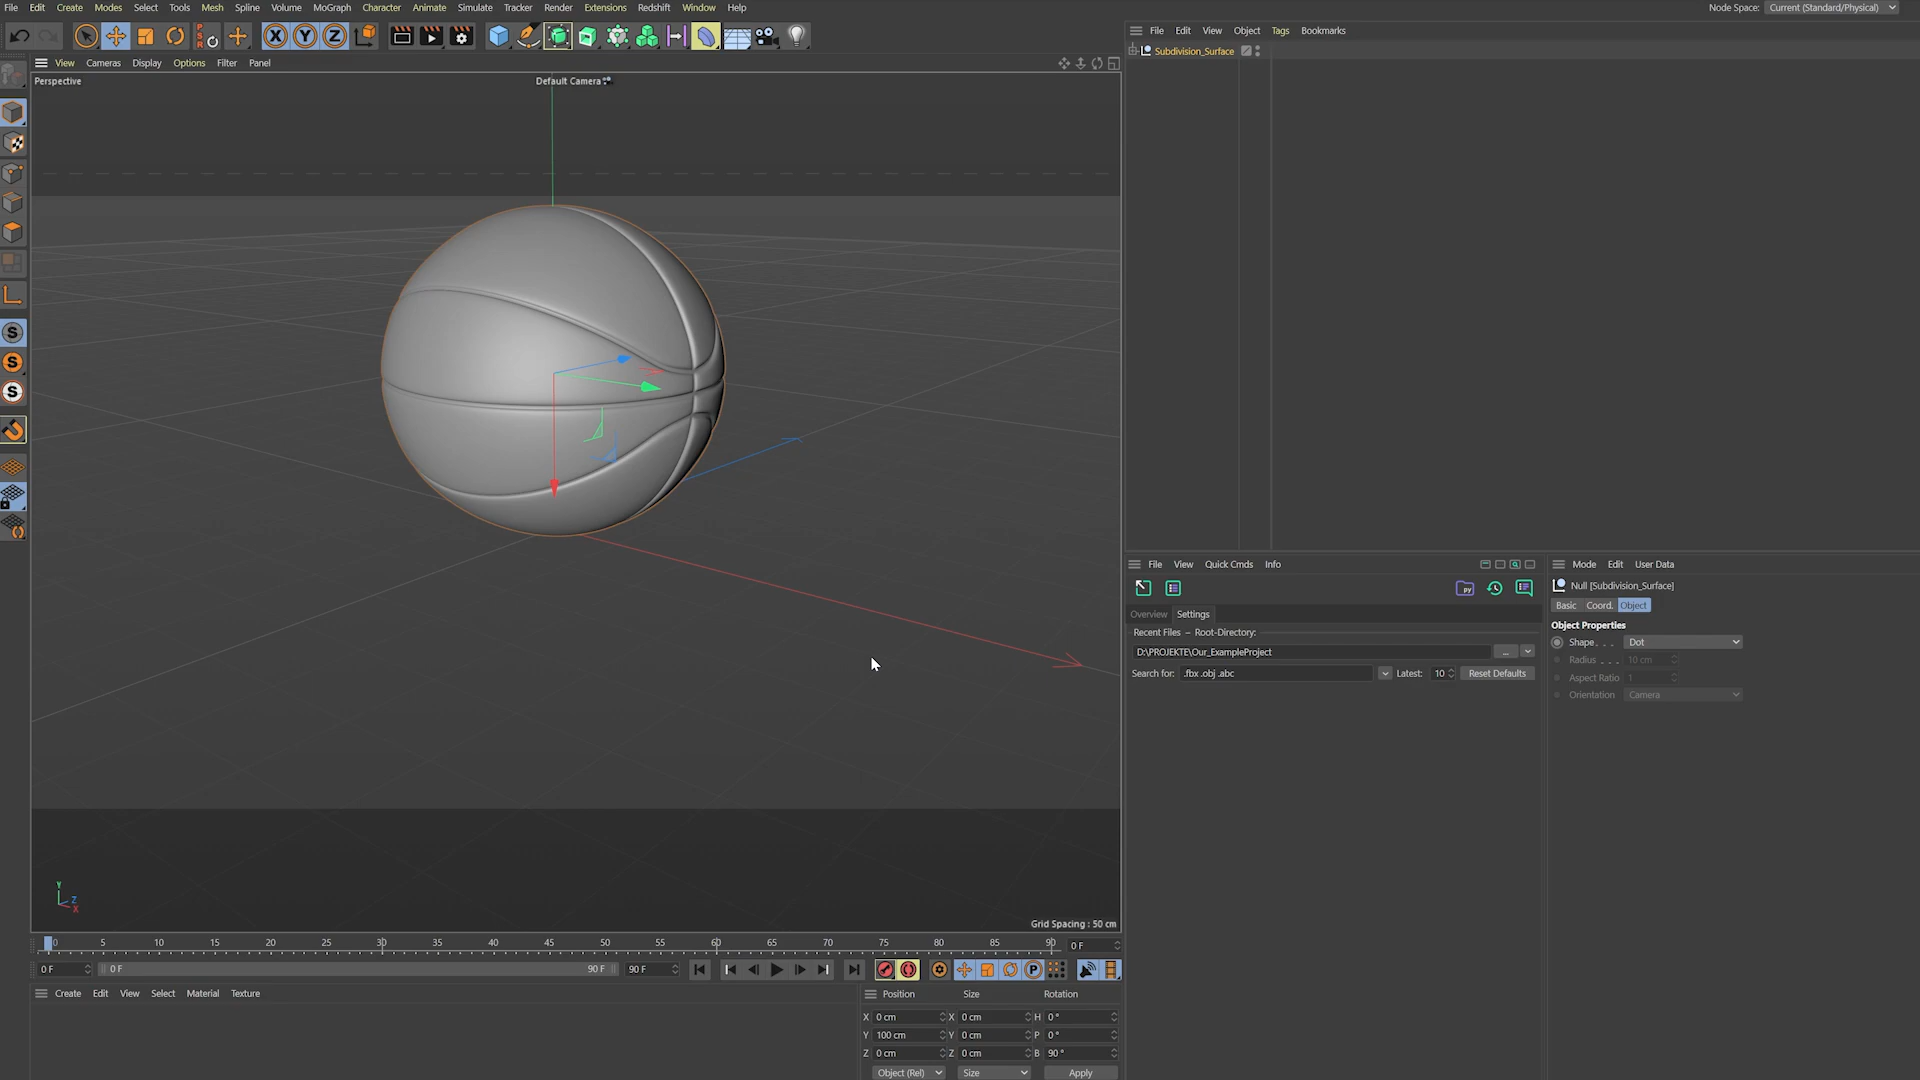 File Edit Create Modes Select Tools Mesh Spline Volume MoGraph Character Animate Simulate Tracker Render Extensions Redshift Window Help
Node Space: Current (Standard/Physical)
PSR X Y Z
File Edit View Object Tags Bookmarks
Subdivision_Surface
View Cameras Display Options Filter Panel
Perspective
Default Camera
S
S
S
Y
Z
X
Grid Spacing : 50 cm
File View Quick Cmds Info
Overview Settings
Recent Files – Root-Directory:
D:\PROJEKTE\Our_ExampleProject ...
Search for: .fbx .obj .abc Latest: 10 Reset Defaults
Mode Edit User Data
Null [Subdivision_Surface]
Basic Coord. Object
Object Properties
Shape . . . . Dot
Radius . . . . 10 cm
Aspect Ratio 1
Orientation Camera
0 5 10 15 20 25 30 35 40 45 50 55 60 65 70 75 80 85 90 0 F
0 F 0 F 90 F 90 F P
Create Edit View Select Material Texture
Position Size Rotation
X 0 cm X 0 cm H 0 °
Y 100 cm Y 0 cm P 0 °
Z 0 cm Z 0 cm B 90 °
Object (Rel) Size Apply